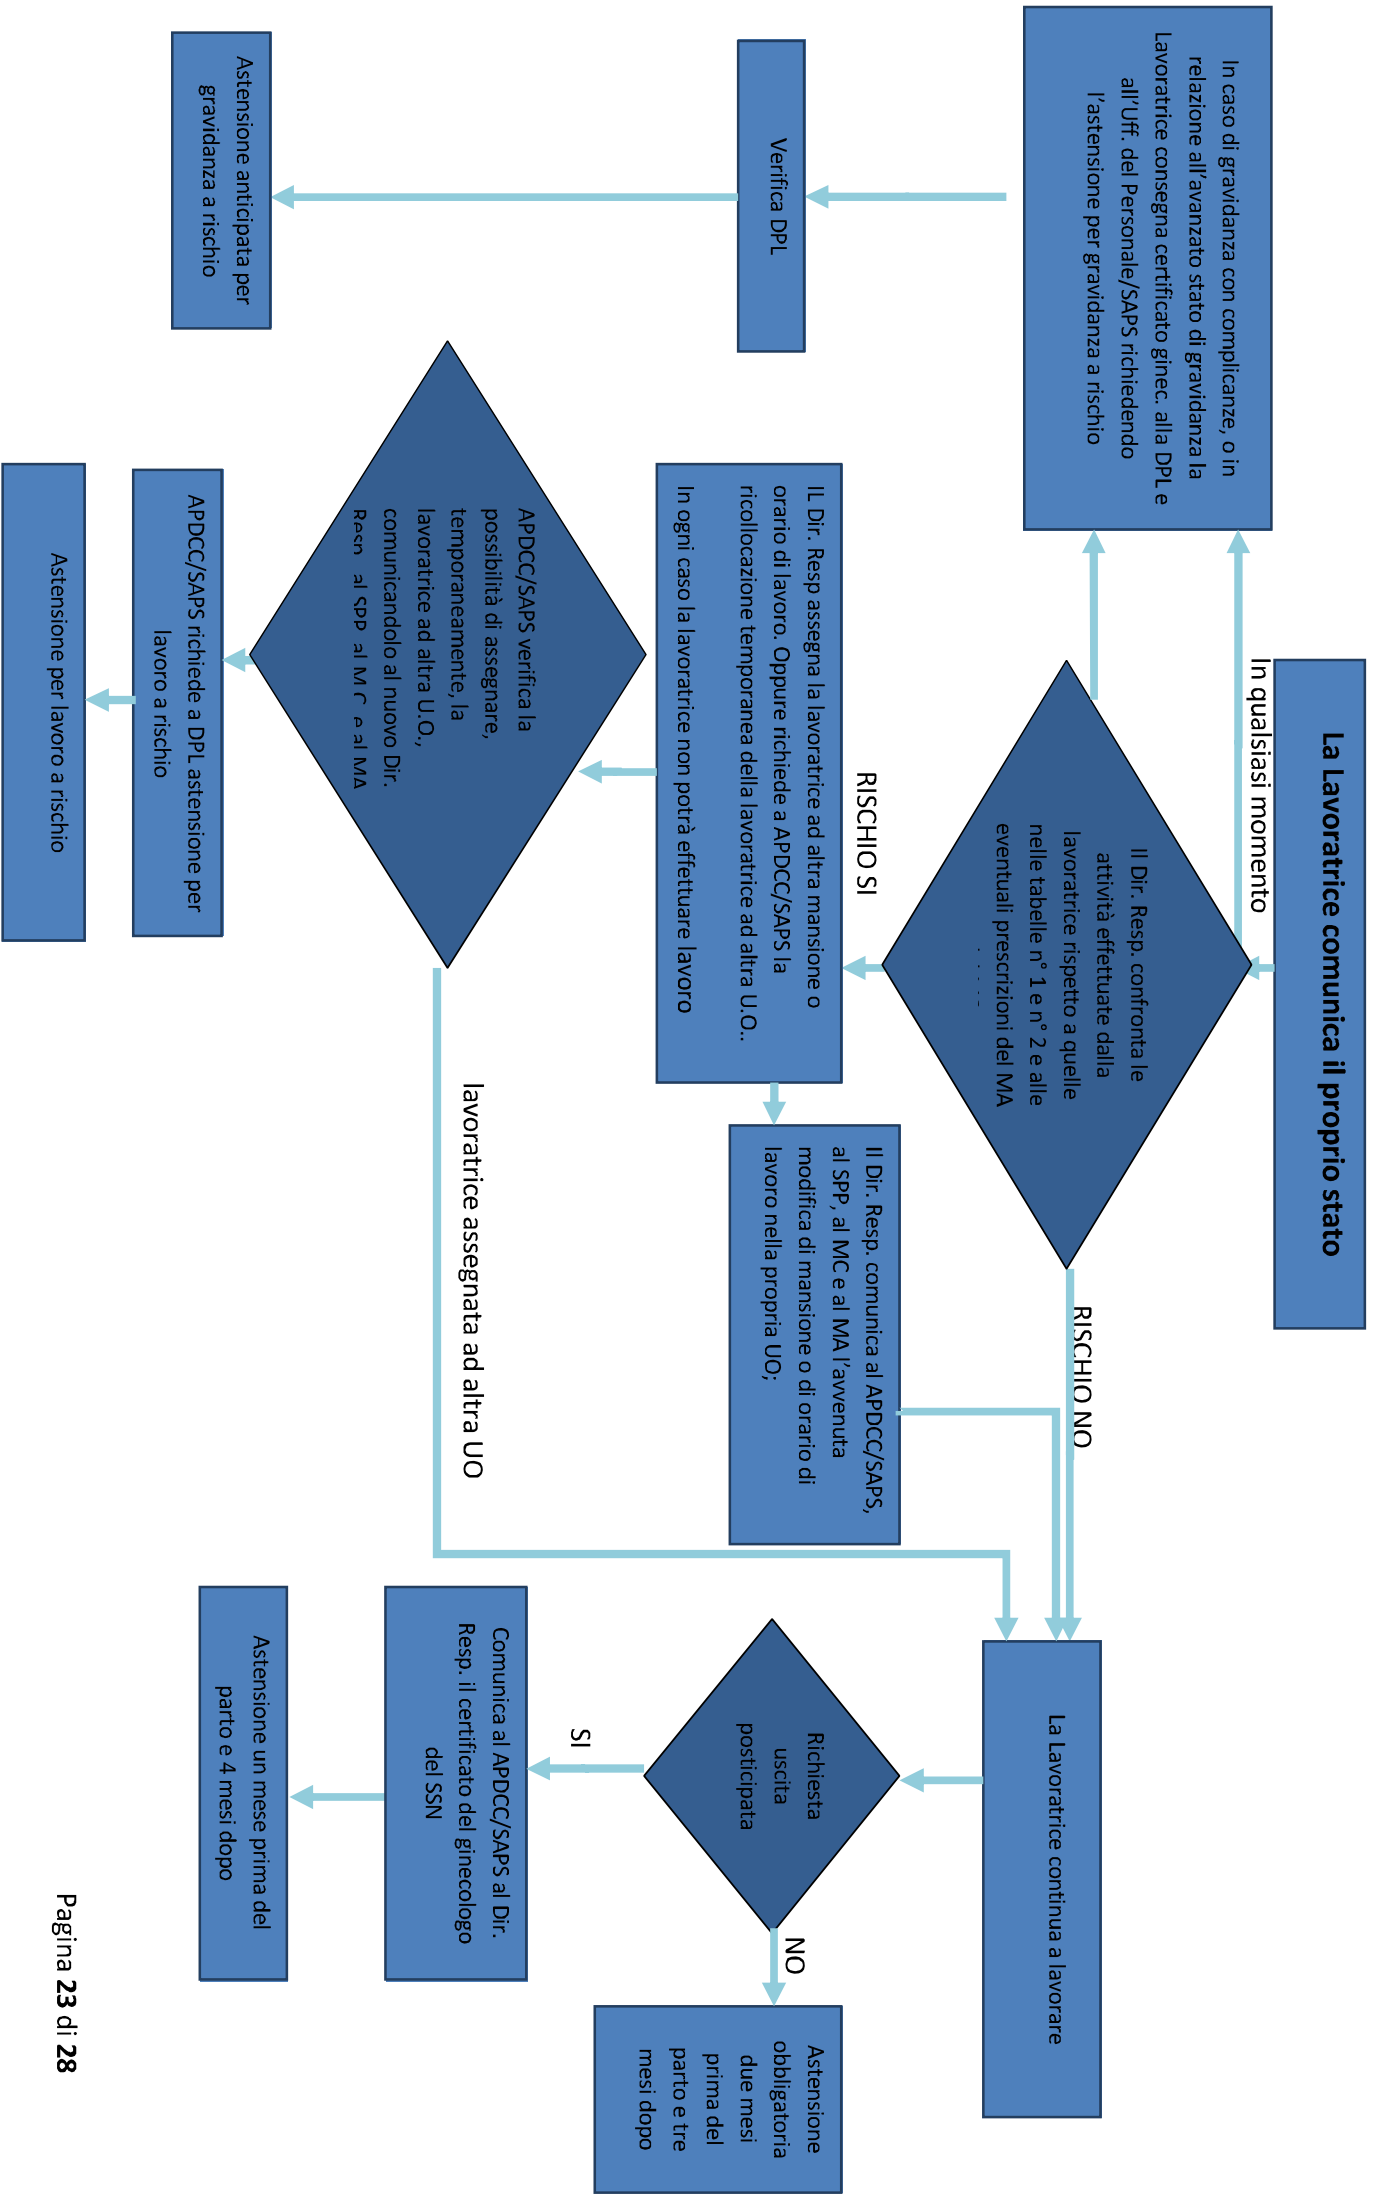 La Lavoratrice comunica il proprio stato
In qualsiasi momento
In caso di gravidanza con complicanze, o in
relazione all'avanzato stato di gravidanza la
Lavoratrice consegna certificato ginec. alla DPL e
all'Uff. del Personale/SAPS richiedendo
l'astensione per gravidanza a rischio
Il Dir. Resp. confronta le
attività effettuate dalla
lavoratrice rispetto a quelle
nelle tabelle n° 1 e n° 2 e alle
eventuali prescrizioni del MA
RISCHIO NO
La Lavoratrice continua a lavorare
RISCHIO SI
Verifica DPL
IL Dir. Resp assegna la lavoratrice ad altra mansione o
orario di lavoro. Oppure richiede a APDCC/SAPS la
ricollocazione temporanea della lavoratrice ad altra U.O..
In ogni caso la lavoratrice non potrà effettuare lavoro
Il Dir. Resp. comunica al APDCC/SAPS,
al SPP, al MC e al MA l'avvenuta
modifica di mansione o di orario di
lavoro nella propria UO;
Richiesta
uscita
posticipata
NO
Astensione
obbligatoria
due mesi
prima del
parto e tre
mesi dopo
SI
APDCC/SAPS verifica la
possibilità di assegnare,
temporaneamente, la
lavoratrice ad altra U.O.,
comunicandolo al nuovo Dir.
Resp. al SPP, al M.C. e al MA
lavoratrice assegnata ad altra UO
Comunica al APDCC/SAPS al Dir.
Resp. il certificato del ginecologo
del SSN
Astensione anticipata per
gravidanza a rischio
APDCC/SAPS richiede a DPL astensione per
lavoro a rischio
Astensione un mese prima del
parto e 4 mesi dopo
Astensione per lavoro a rischio
Pagina 23 di 28